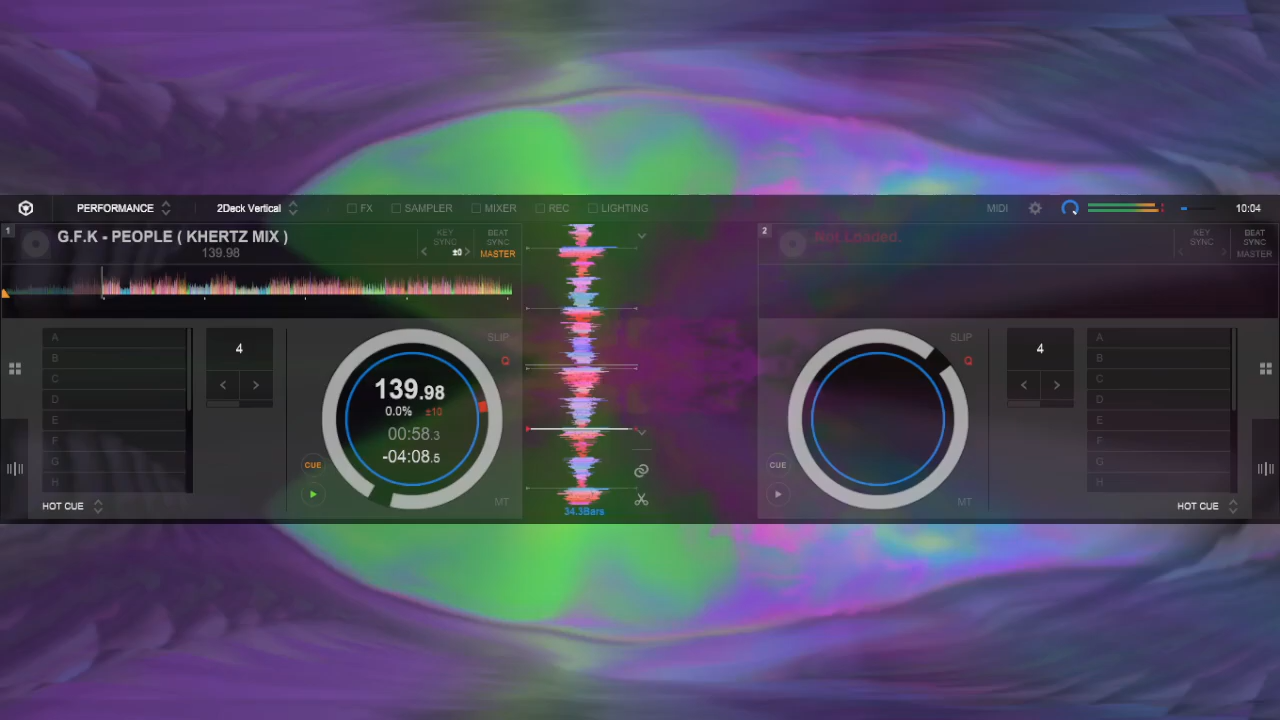 PERFORMANCE 2Deck Vertical FX SAMPLER MIXER REC LIGHTING MIDI 10:04
1 G.F.K - PEOPLE ( KHERTZ MIX ) KEY SYNC BEAT SYNC
139.98 ±0 MASTER
2 Not Loaded. KEY SYNC BEAT SYNC
MASTER
A
B
C
D
E
F
G
H
HOT CUE
4
SLIP
Q
139.98
0.0% ±10
00:58.3
-04:08.5
CUE
MT
34.3Bars
SLIP
Q
CUE
MT
4
A
B
C
D
E
F
G
H
HOT CUE